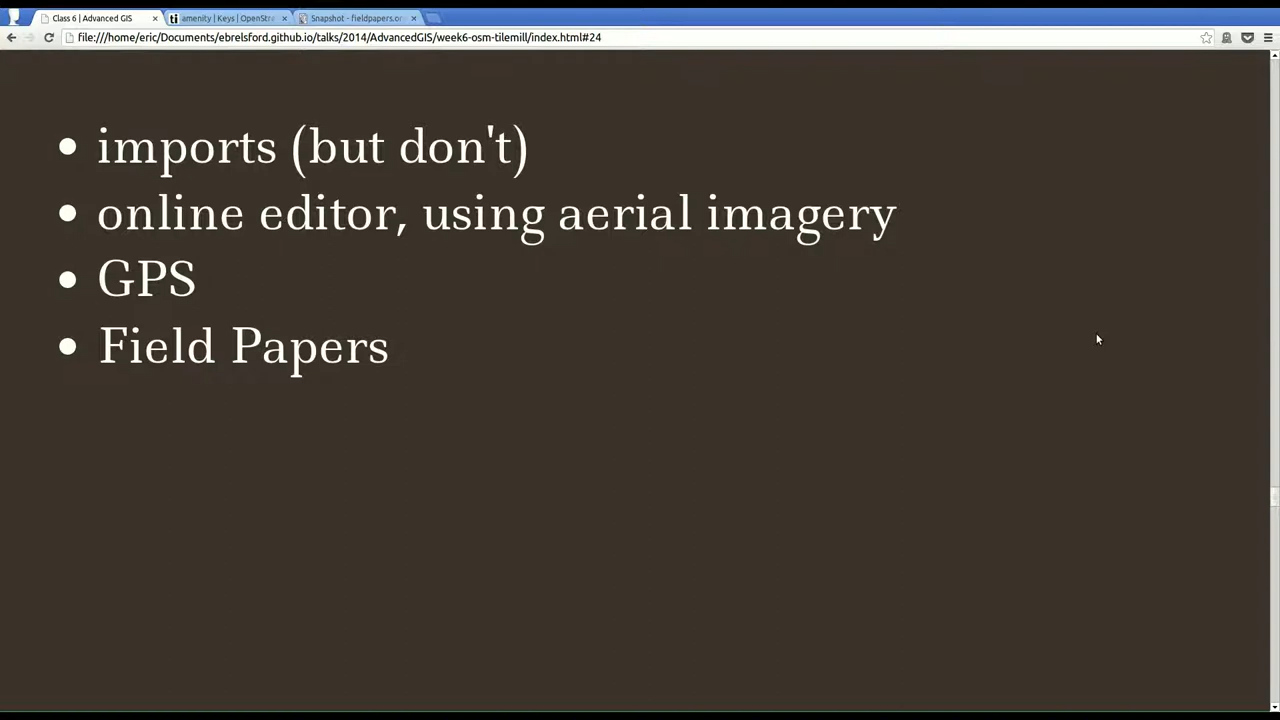 Class 6 | Advanced GIS
ti amenity | Keys | OpenStre
Snapshot - fieldpapers.or
file:///home/eric/Documents/ebrelsford.github.io/talks/2014/AdvancedGIS/week6-osm-tilemill/index.html#24
• imports (but don't)
• online editor, using aerial imagery
• GPS
• Field Papers